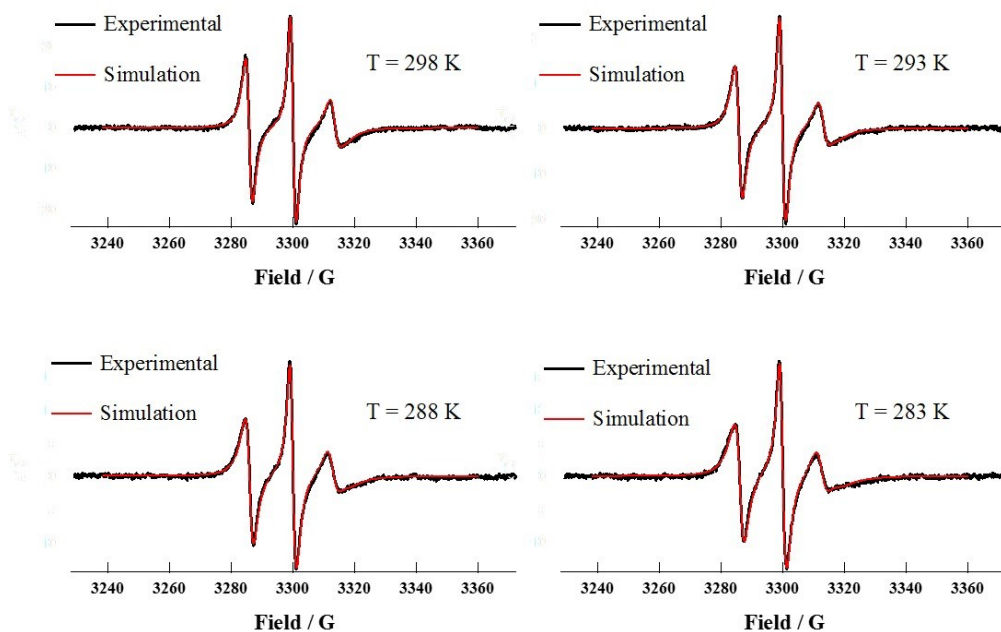 Experimental
Simulation
T = 298 K
3240 3260 3280 3300 3320 3340 3360
Field / G
Experimental
Simulation
T = 293 K
3240 3260 3280 3300 3320 3340 3360
Field / G
Experimental
Simulation
T = 288 K
3240 3260 3280 3300 3320 3340 3360
Field / G
Experimental
Simulation
T = 283 K
3240 3260 3280 3300 3320 3340 3360
Field / G